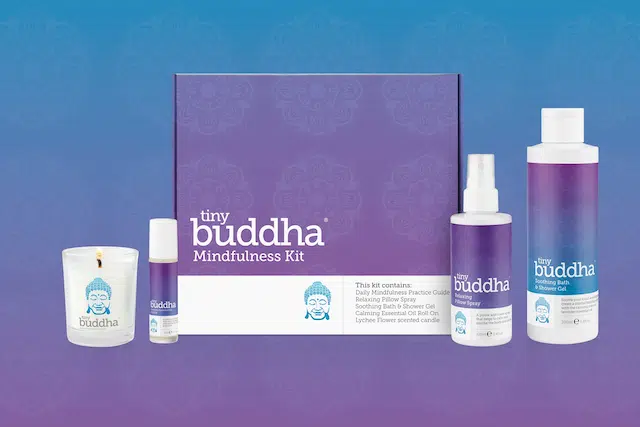 tiny
buddha®
Mindfulness Kit
This kit contains:
Daily Mindfulness Practice Guide
Relaxing Pillow Spray
Soothing Bath & Shower Gel
Calming Essential Oil Roll On
Lychee Flower scented candle
tiny
buddha
buddha
tiny
buddha
Relaxing
Pillow Spray
tiny
buddha
Soothing Bath
& Shower Gel